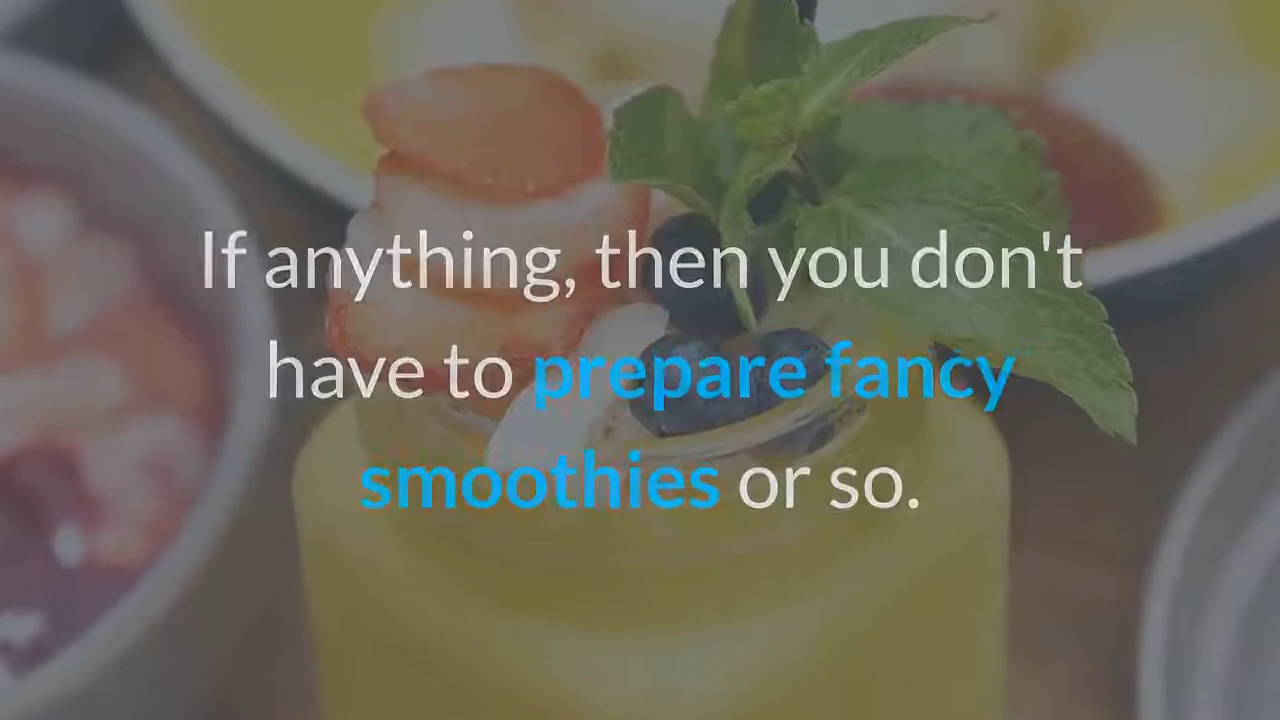 If anything, then you don't
have to prepare fancy
smoothies or so.